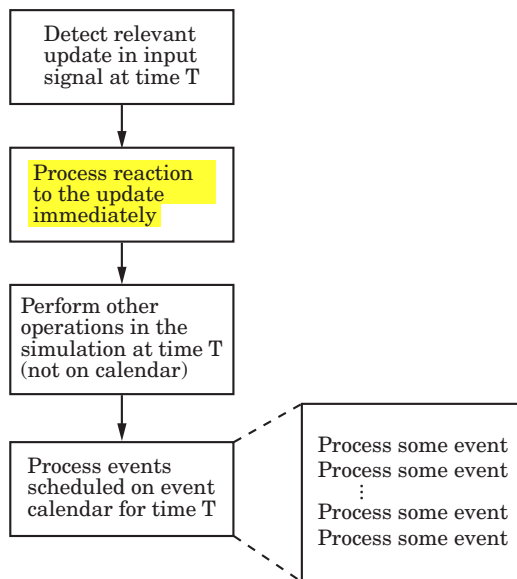 Detect relevant
update in input
signal at time T
Process reaction
to the update
immediately
Perform other
operations in the
simulation at time T
(not on calendar)
Process events
scheduled on event
calendar for time T
Process some event
Process some event
⋮
Process some event
Process some event